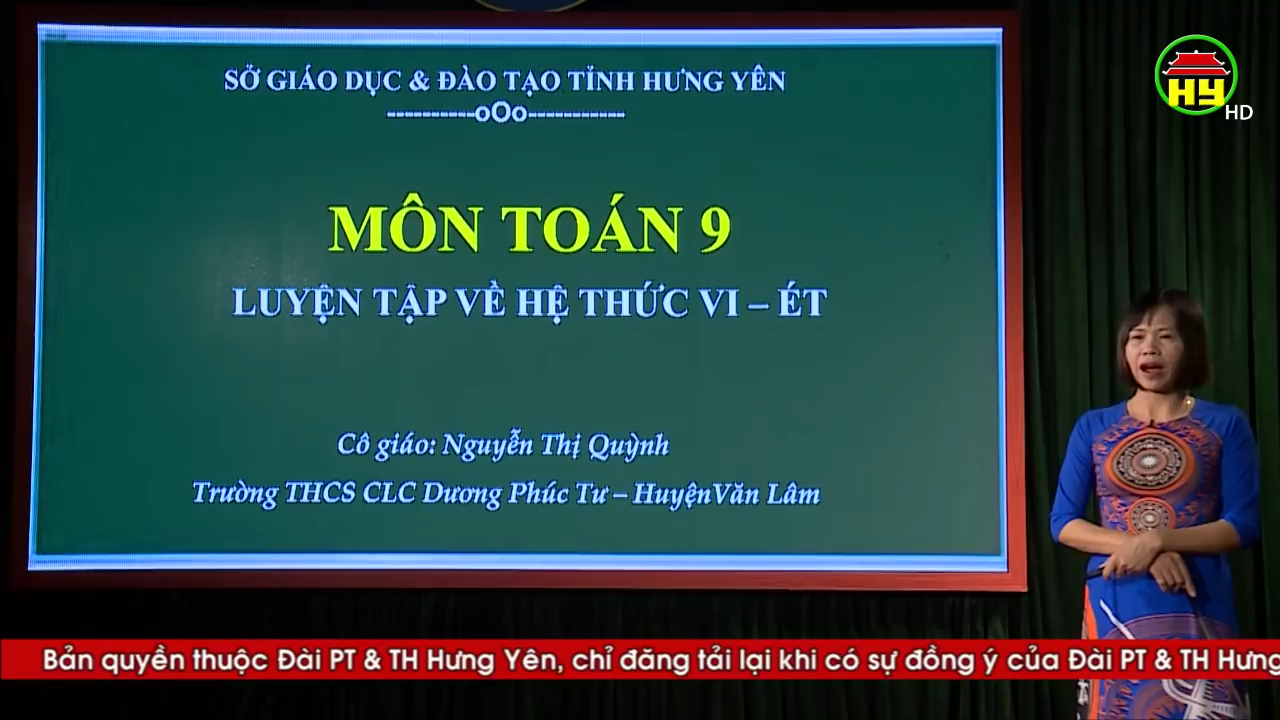 SỞ GIÁO DỤC & ĐÀO TẠO TỈNH HƯNG YÊN
----------oOo-----------
MÔN TOÁN 9
LUYỆN TẬP VỀ HỆ THỨC VI – ÉT
Cô giáo: Nguyễn Thị Quỳnh
Trường THCS CLC Dương Phúc Tư – HuyệnVăn Lâm
HY
HD
Bản quyền thuộc Đài PT & TH Hưng Yên, chỉ đăng tải lại khi có sự đồng ý của Đài PT & TH Hưng